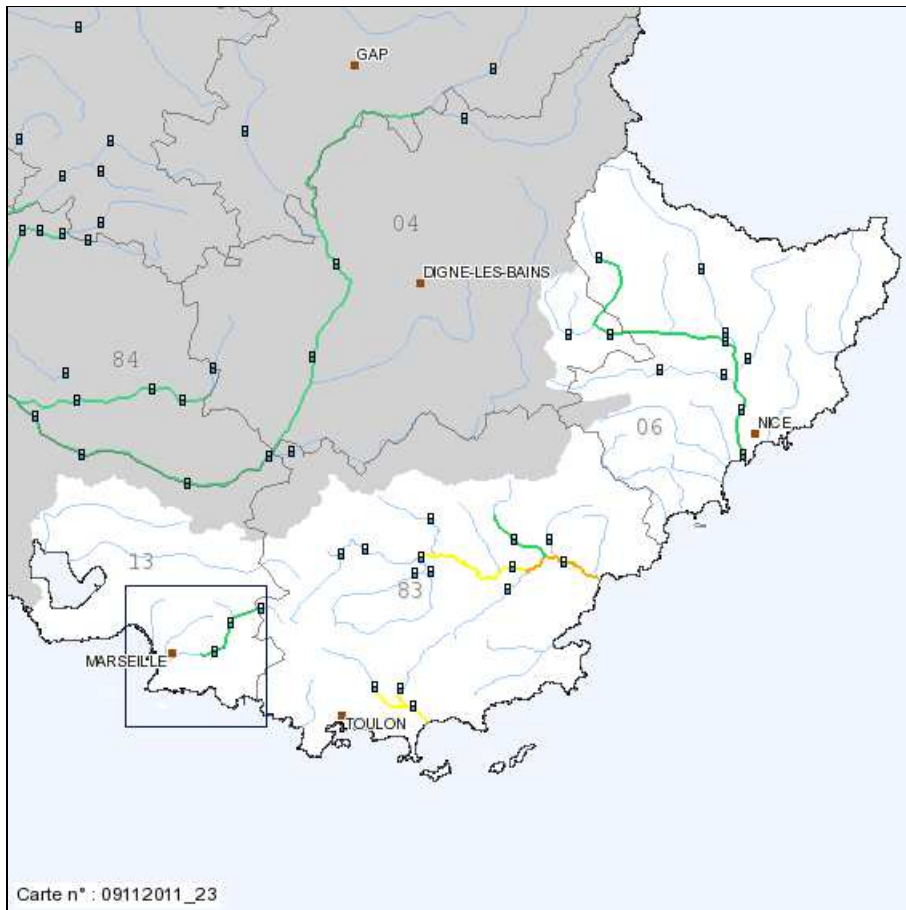 GAP
04
DIGNE-LES-BAINS
84
NICE
06
13
83
MARSEILLE
TOULON
Carte n° : 09112011_23